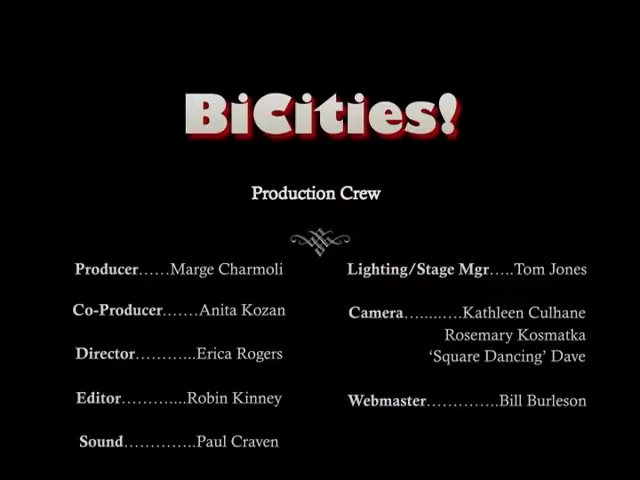 BiCities!
Production Crew
Producer......Marge Charmoli
Co-Producer.......Anita Kozan
Director...........Erica Rogers
Editor............Robin Kinney
Sound.............Paul Craven
Lighting/Stage Mgr.....Tom Jones
Camera...........Kathleen Culhane
Rosemary Kosmatka
‘Square Dancing’ Dave
Webmaster.............Bill Burleson